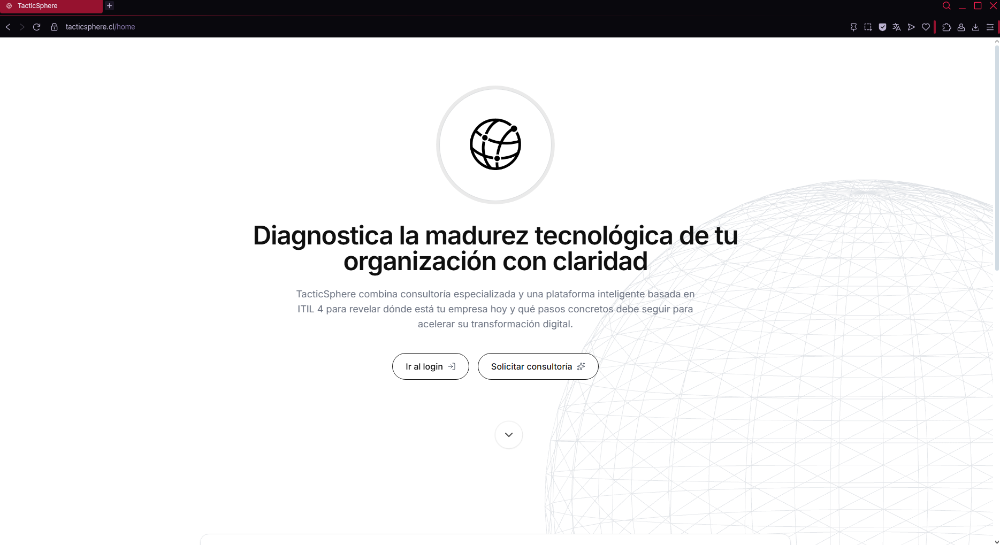 TacticSphere
tacticsphere.cl/home
Diagnostica la madurez tecnológica de tu
organización con claridad
TacticSphere combina consultoría especializada y una plataforma inteligente basada en
ITIL 4 para revelar dónde está tu empresa hoy y qué pasos concretos debe seguir para
acelerar su transformación digital.
Ir al login
Solicitar consultoría